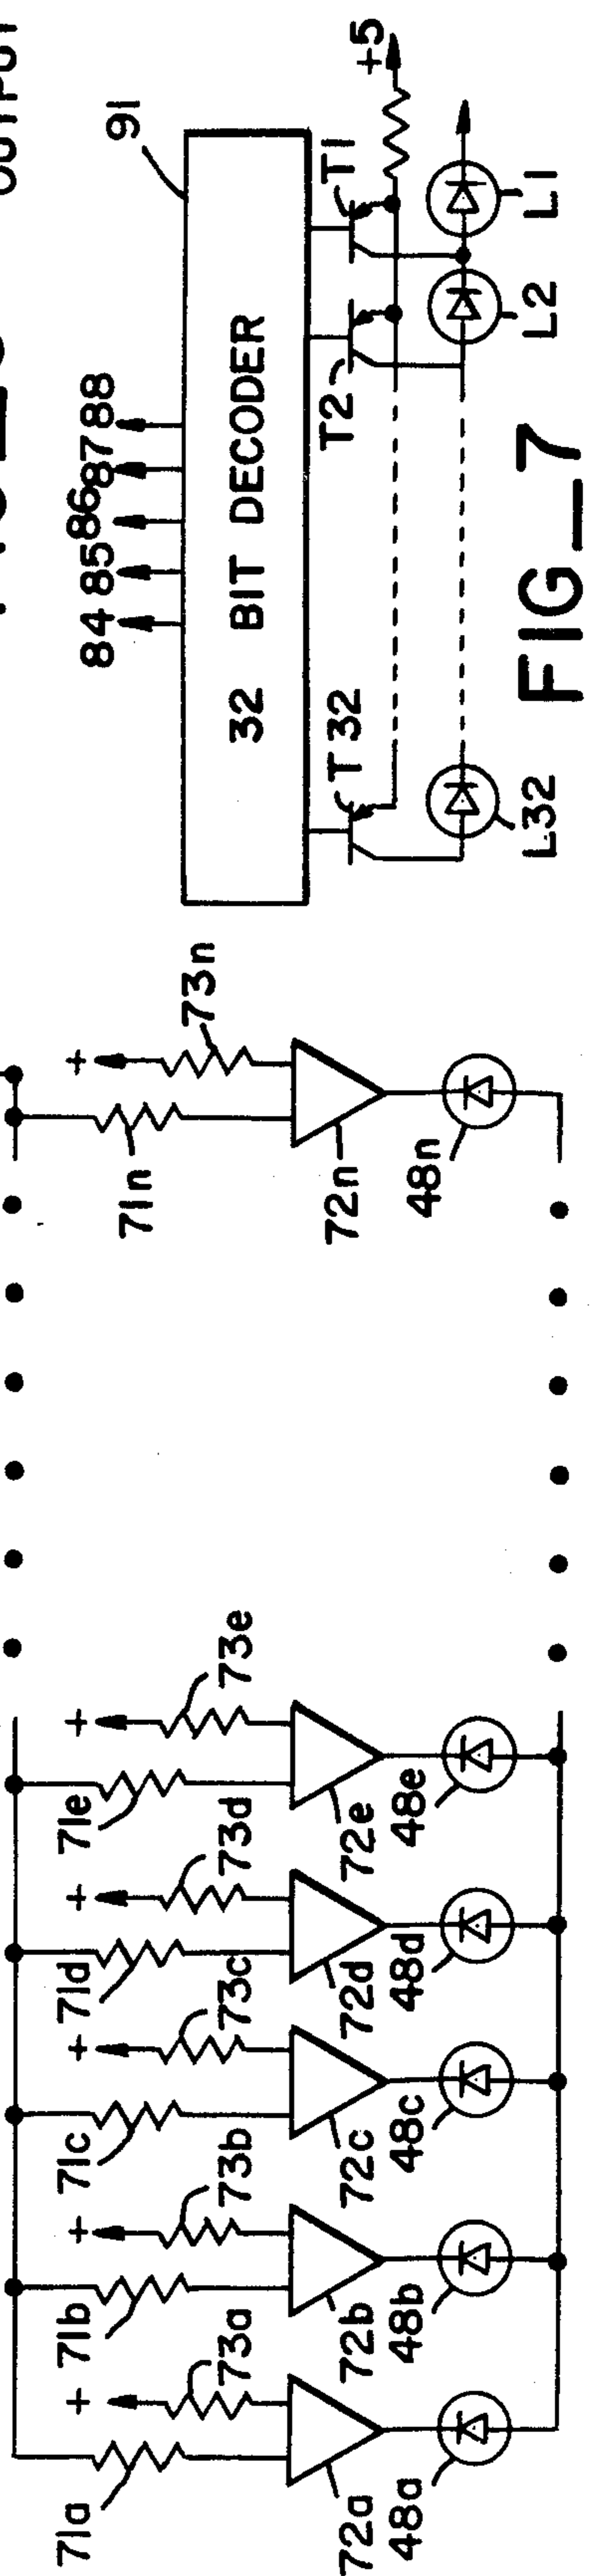 OUTPUT
91
84 85 86 87 88
32 BIT DECODER
T32
T2
T1
+5
L32
L2
L1
FIG_7
+ + + + + +
71a 73a 71b 73b 71c 73c 71d 73d 71e 73e 71n 73n
72a 72b 72c 72d 72e 72n
48a 48b 48c 48d 48e 48n